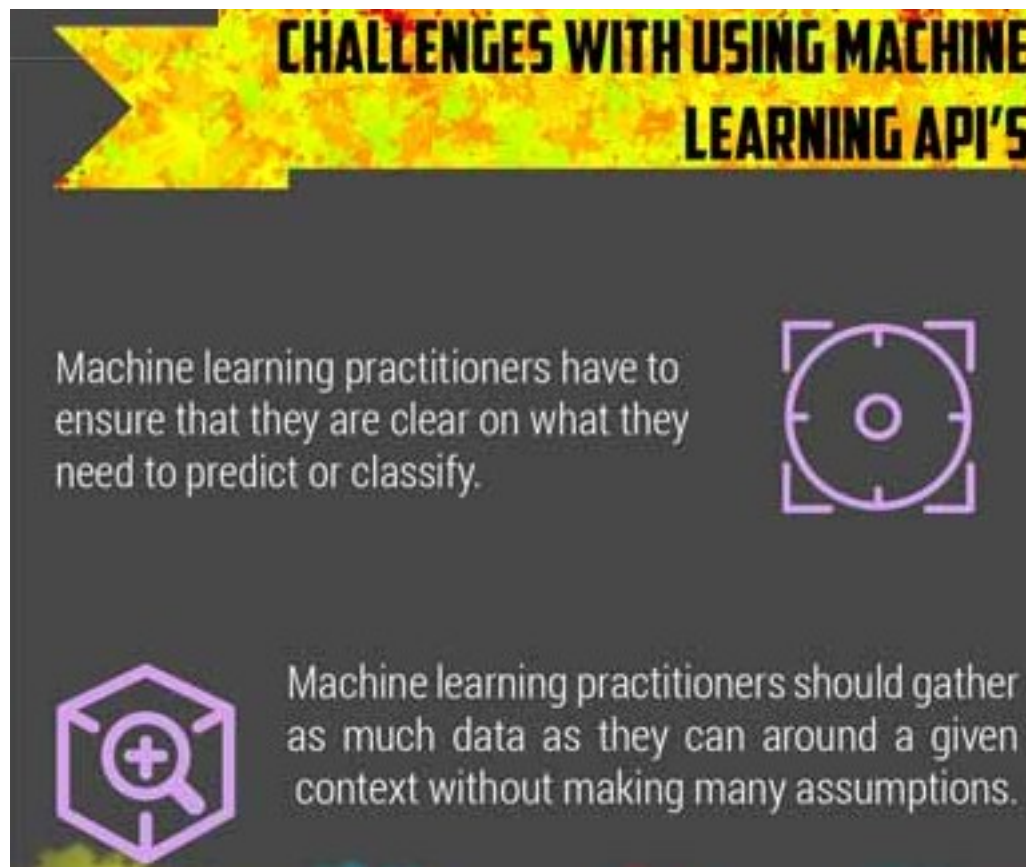 CHALLENGES WITH USING MACHINE
LEARNING API'S
Machine learning practitioners have to
ensure that they are clear on what they
need to predict or classify.
Machine learning practitioners should gather
as much data as they can around a given
context without making many assumptions.